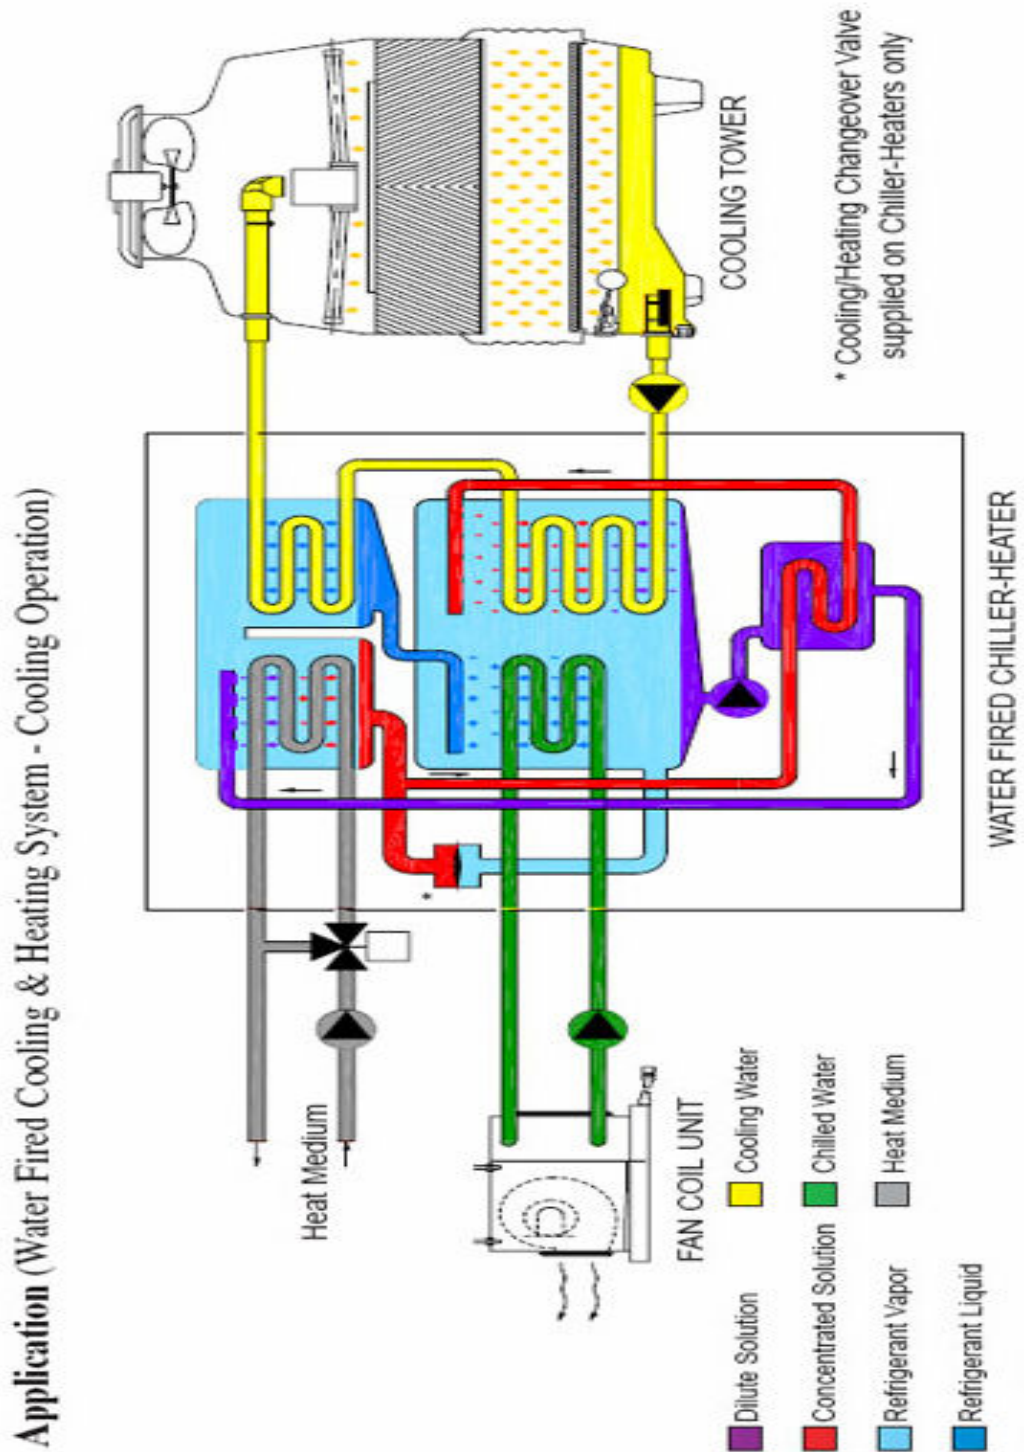 Application (Water Fired Cooling & Heating System - Cooling Operation)
Heat Medium
*
COOLING TOWER
* Cooling/Heating Changeover Valve
supplied on Chiller-Heaters only
WATER FIRED CHILLER-HEATER
FAN COIL UNIT
Dilute Solution
Cooling Water
Concentrated Solution
Chilled Water
Refrigerant Vapor
Heat Medium
Refrigerant Liquid